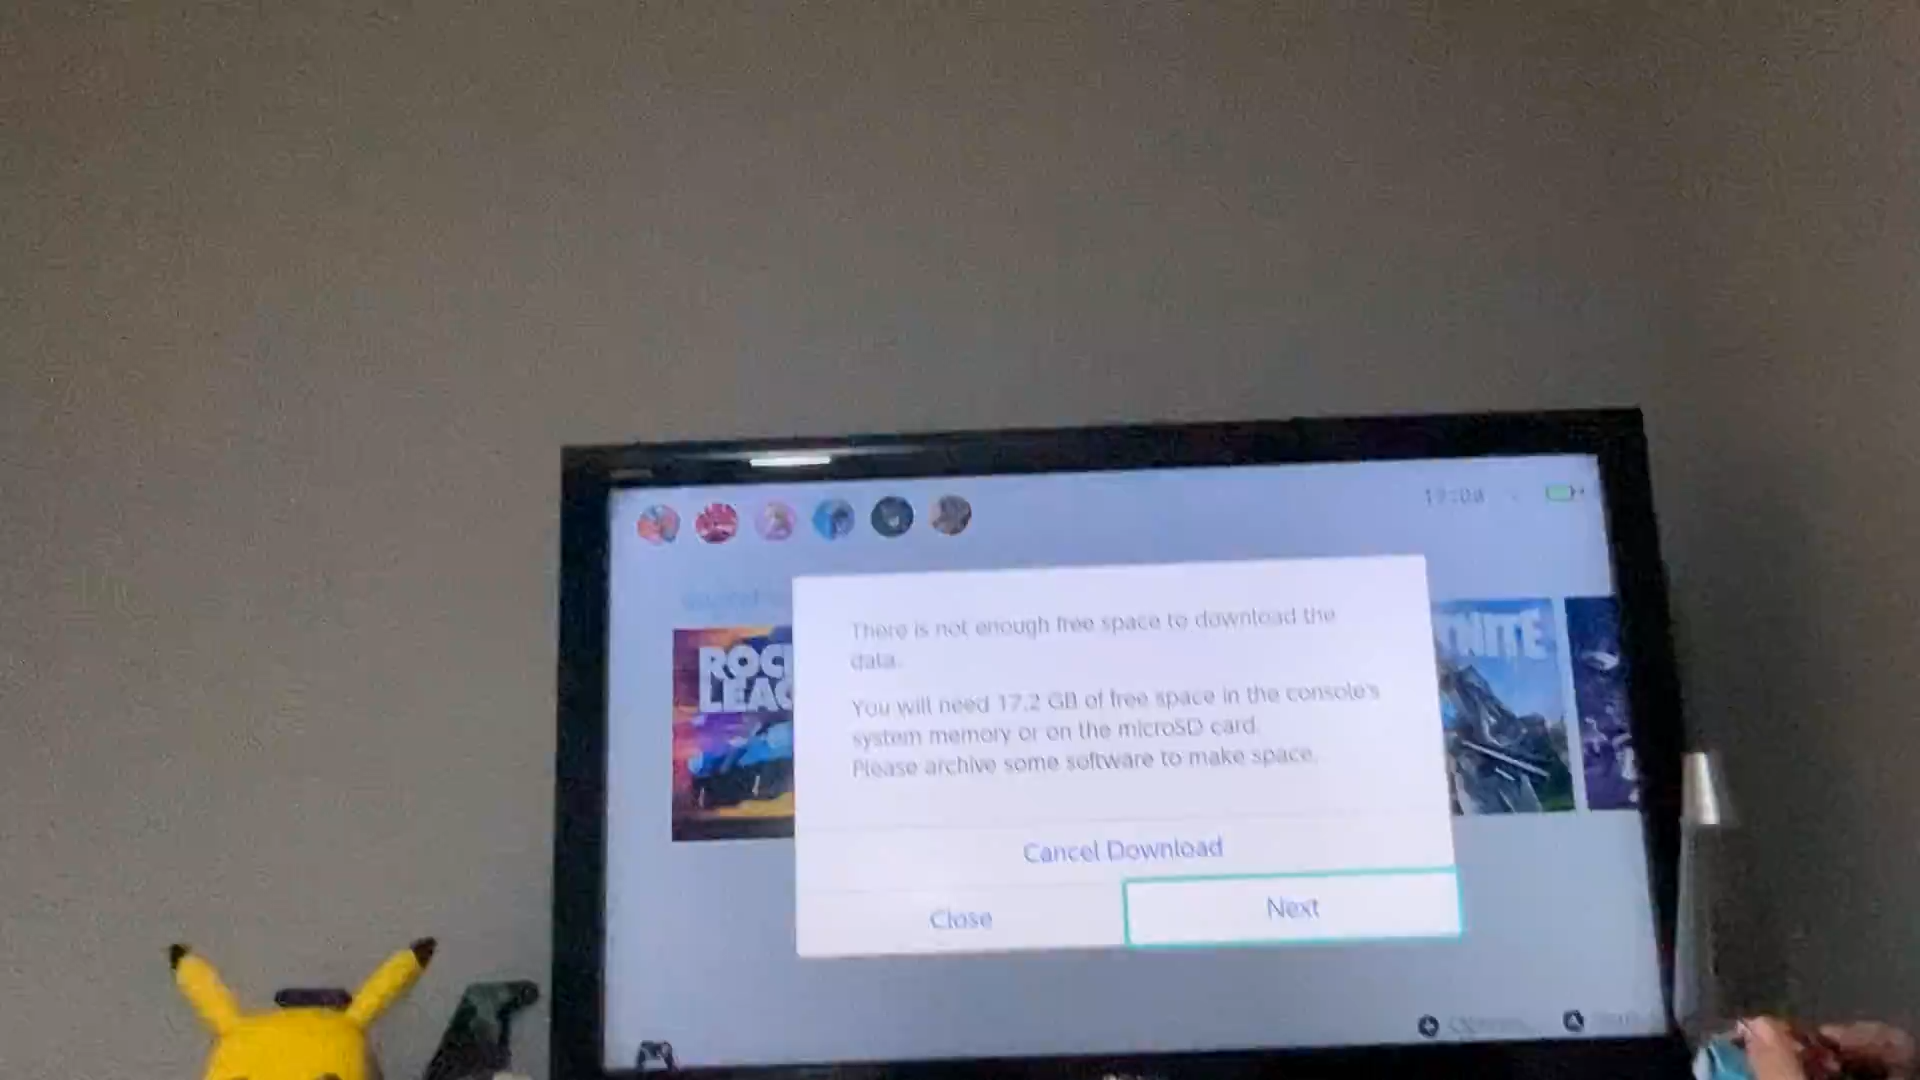 There is not enough free space to download the
data.
You will need 17.2 GB of free space in the console's
system memory or on the microSD card.
Please archive some software to make space.
Cancel Download
Close
Next
ROC
LEAG
TNITE